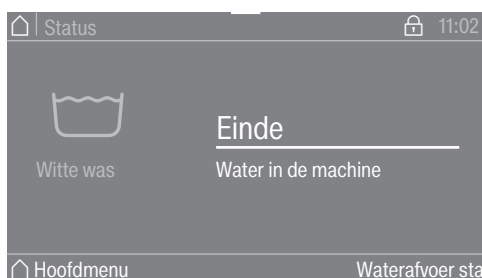 Status 11:02
Einde
Witte was
Water in de machine
Hoofdmenu Waterafvoer sta